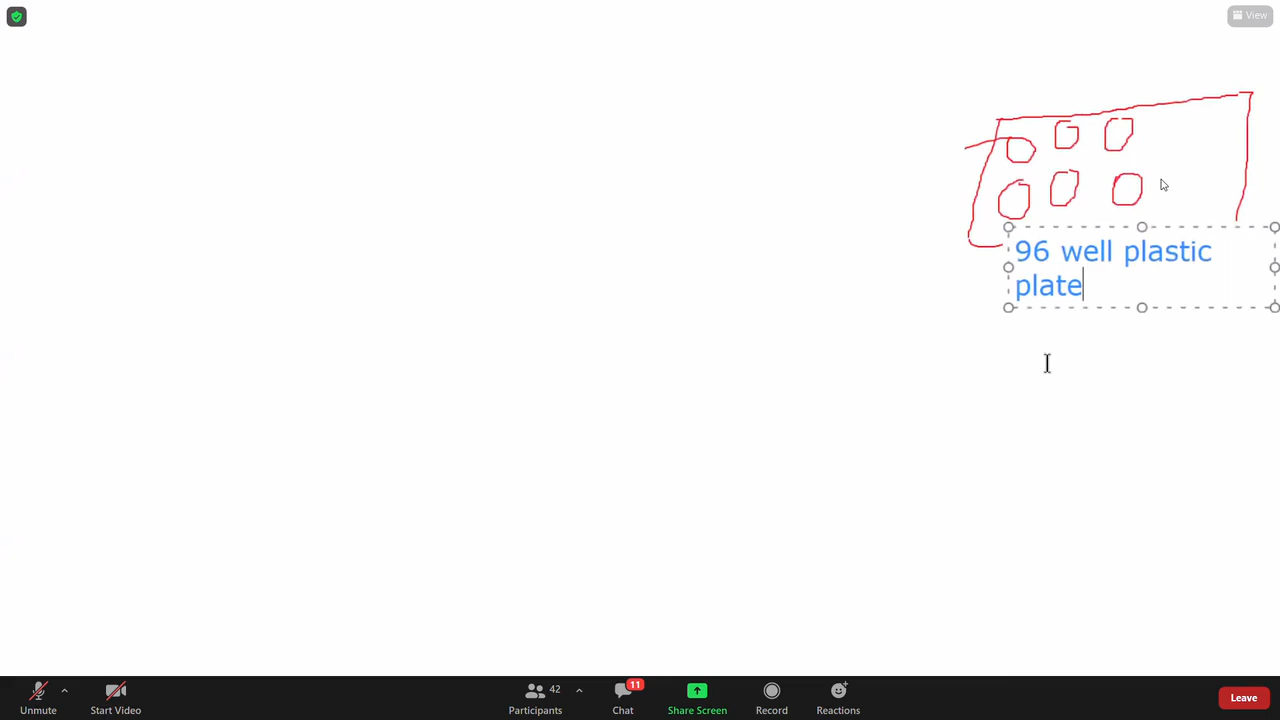 View
96 well plastic
plate
Unmute
Start Video
42
Participants
11
Chat
Share Screen
Record
Reactions
Leave